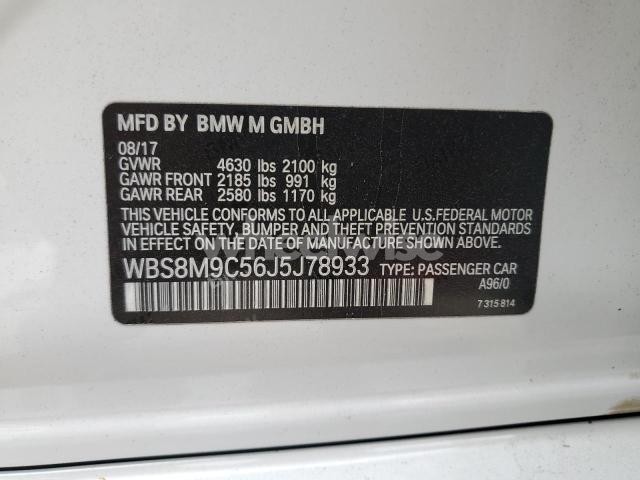 MFD BY BMW M GMBH
08/17
GVWR 4630 lbs 2100 kg
GAWR FRONT 2185 lbs 991 kg
GAWR REAR 2580 lbs 1170 kg
THIS VEHICLE CONFORMS TO ALL APPLICABLE U.S.FEDERAL MOTOR
VEHICLE SAFETY, BUMPER AND THEFT PREVENTION
STANDARDS IN EFFECT ON THE DATE OF MANUFACTURE SHOWN ABOVE.
WBS8M9C56J5J78933 TYPE: PASSENGER CAR
A96/0
7 315 814